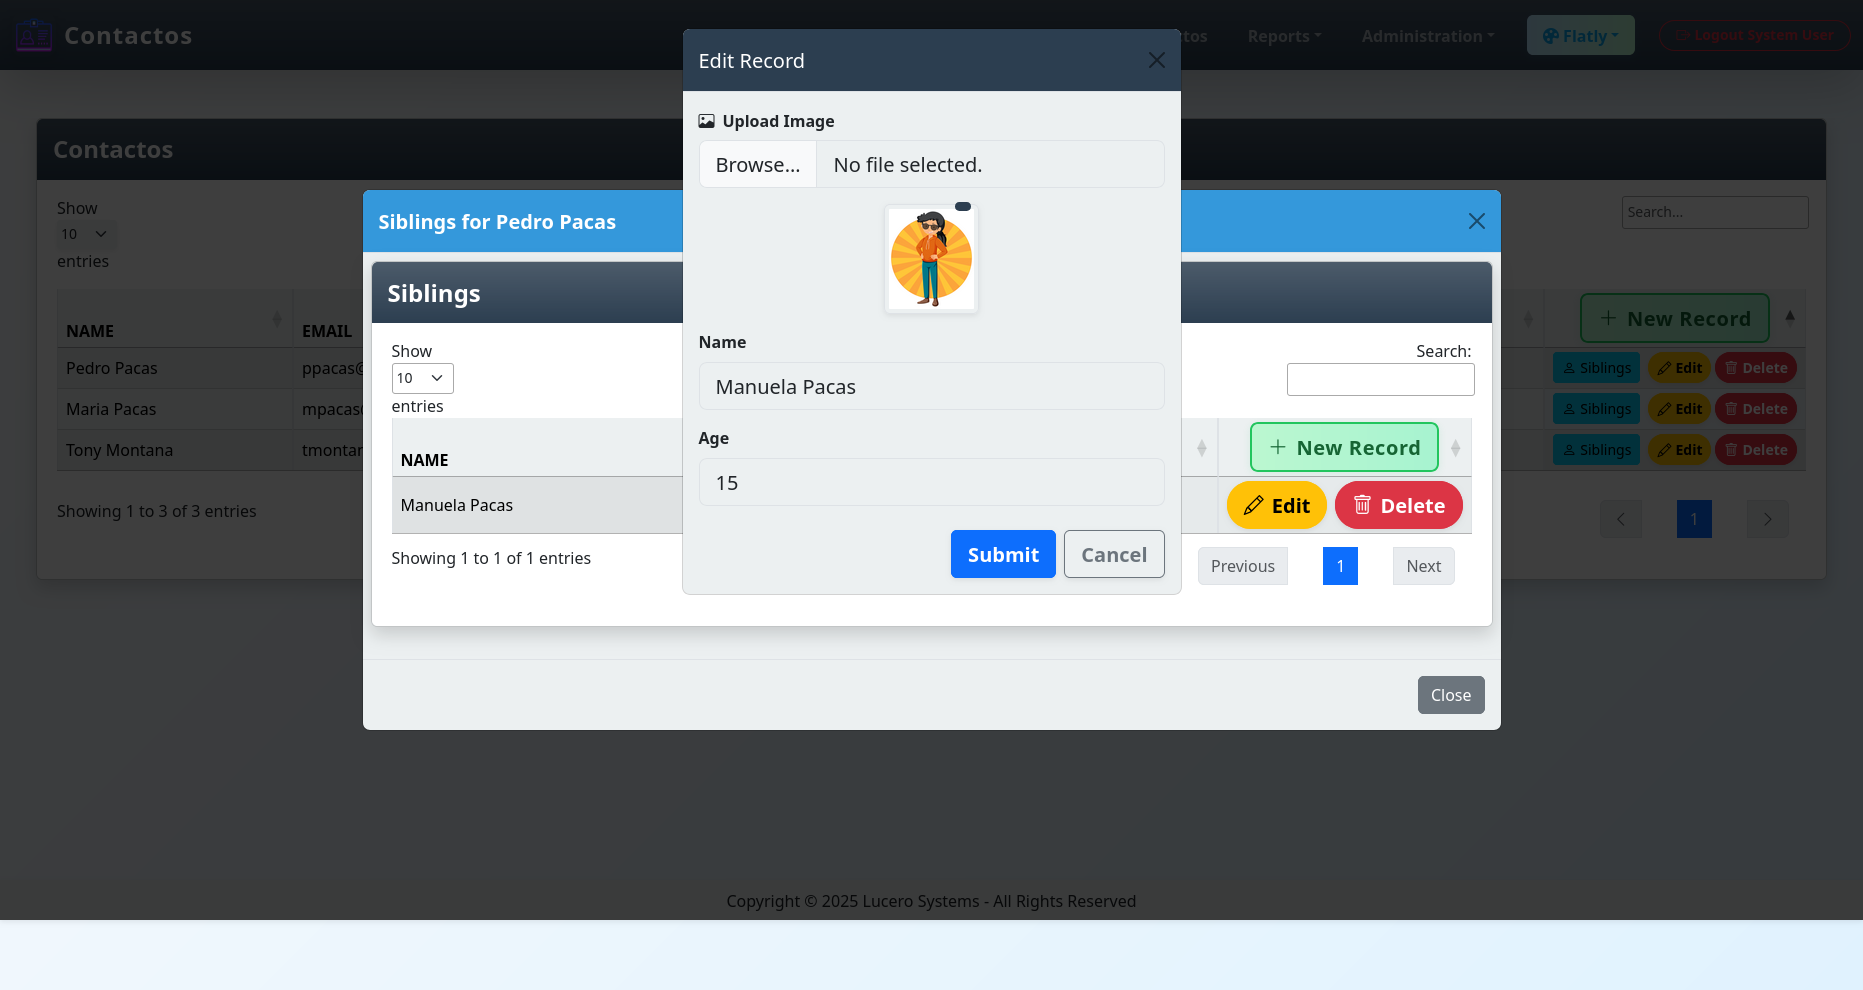 Contactos
tos
Reports
Administration
Flatly
Logout System User
Edit Record
Upload Image
Browse...
No file selected.
Name
Manuela Pacas
Age
15
Submit
Cancel
Siblings for Pedro Pacas
Siblings
Show
10
entries
Search:
NAME
New Record
Manuela Pacas
Edit
Delete
Showing 1 to 1 of 1 entries
Previous
1
Next
Close
Contactos
Show
10
entries
Search...
NAME
EMAIL
New Record
Pedro Pacas
ppacas@
Siblings
Edit
Delete
Maria Pacas
mpacas
Siblings
Edit
Delete
Tony Montana
tmontar
Siblings
Edit
Delete
Showing 1 to 3 of 3 entries
1
Copyright © 2025 Lucero Systems - All Rights Reserved